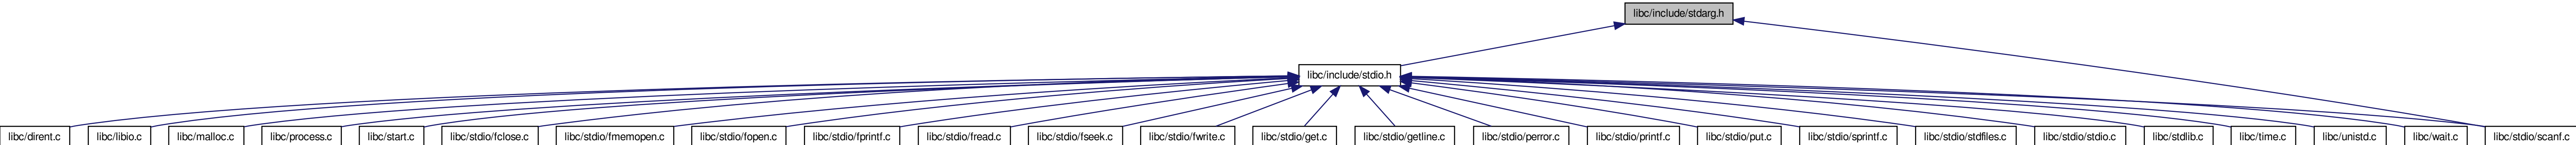 libc/include/stdarg.h
libc/include/stdio.h
libc/dirent.c
libc/libio.c
libc/malloc.c
libc/process.c
libc/start.c
libc/stdio/fclose.c
libc/stdio/fmemopen.c
libc/stdio/fopen.c
libc/stdio/fprintf.c
libc/stdio/fread.c
libc/stdio/fseek.c
libc/stdio/fwrite.c
libc/stdio/get.c
libc/stdio/getline.c
libc/stdio/perror.c
libc/stdio/printf.c
libc/stdio/put.c
libc/stdio/sprintf.c
libc/stdio/stdfiles.c
libc/stdio/stdio.c
libc/stdlib.c
libc/time.c
libc/unistd.c
libc/wait.c
libc/stdio/scanf.c